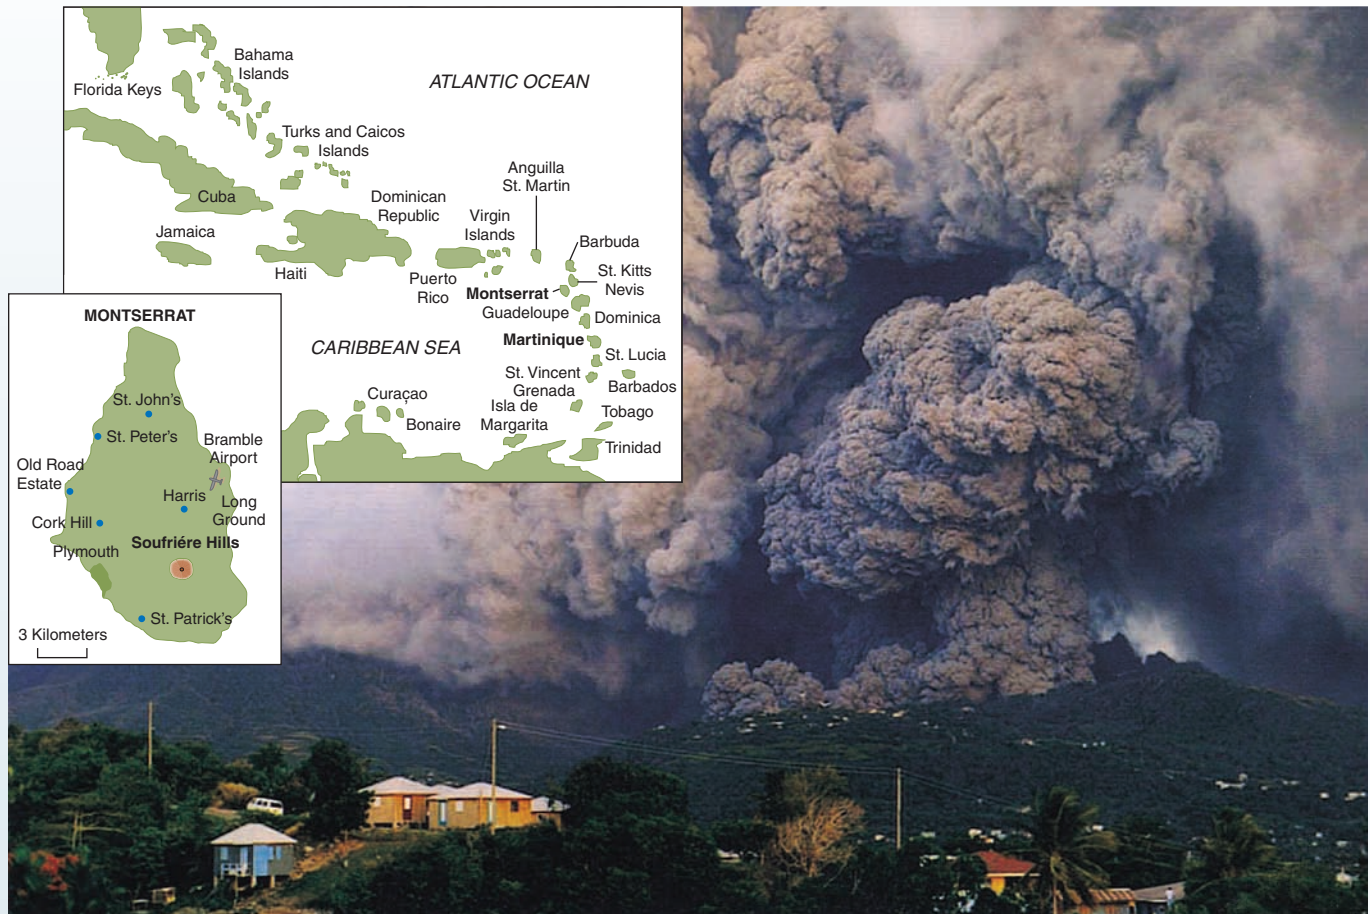 Bahama
Islands
ATLANTIC OCEAN
Florida Keys
Turks and Caicos
Islands
Anguilla
St. Martin
Cuba
Dominican
Republic
Virgin
Islands
Jamaica
Barbuda
Haiti
Puerto
Rico
St. Kitts
Nevis
Montserrat
Guadeloupe
Dominica
Martinique
CARIBBEAN SEA
St. Lucia
St. Vincent
Grenada
Barbados
Curaçao
Isla de
Margarita
Tobago
Bonaire
Trinidad
MONTSERRAT
St. John's
St. Peter's
Bramble
Airport
Old Road
Estate
Harris
Long
Ground
Cork Hill
Soufriére Hills
Plymouth
St. Patrick's
3 Kilometers